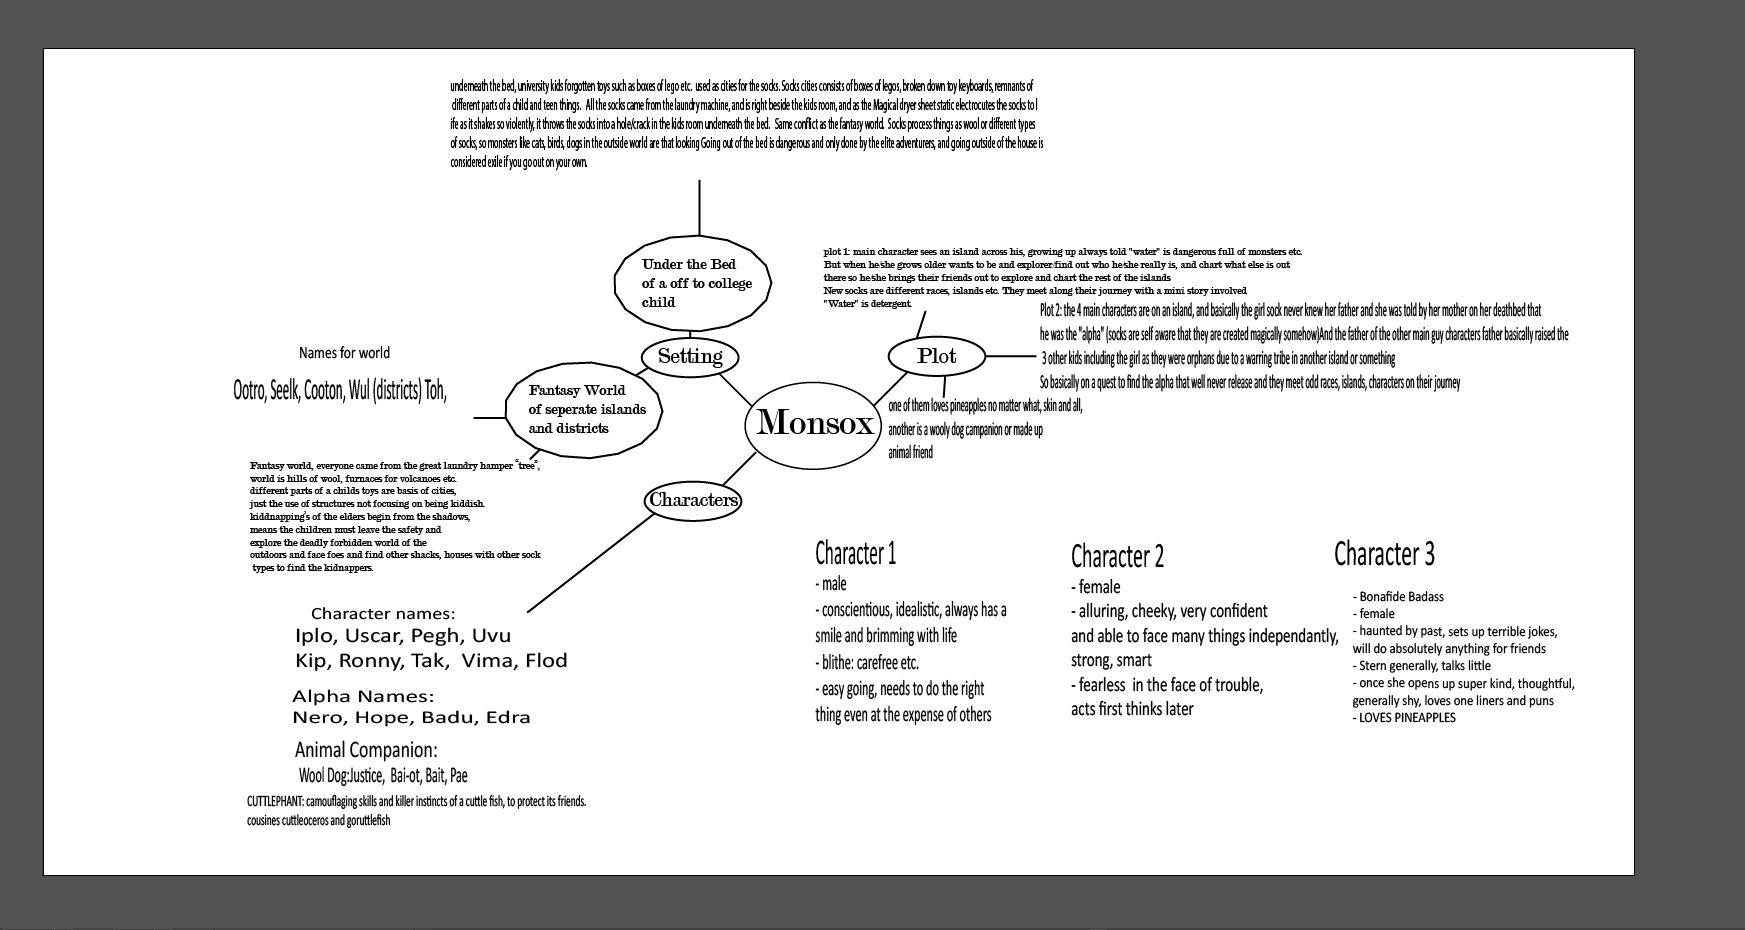 underneath the bed, university kids forgotten toys such as boxes of lego etc. used as cities for the socks. Socks cities consists of boxes of legos, broken down toy keyboards, remnants of
different parts of a child and teen things. All the socks came from the laundry machine, and is right beside the kids room, and as the Magical dryer sheet static electrocutes the socks to l
ife as it shakes so violently, it throws the socks into a hole/crack in the kids room underneath the bed. Same conflict as the fantasy world. Socks process things as wool or different types
of socks, so monsters like cats, birds, dogs in the outside world are that looking Going out of the bed is dangerous and only done by the elite adventurers, and going outside of the house is
considered exile if you go out on your own.
Under the Bed
of a off to college
child
plot 1: main character sees an island across his, growing up always told "water" is dangerous full of monsters etc.
But when he/she grows older wants to be and explorer/find out who he/she really is, and chart what else is out
there so he/she brings their friends out to explore and chart the rest of the islands
New socks are different races, islands etc. They meet along their journey with a mini story involved
"Water" is detergent.
Plot 2: the 4 main characters are on an island, and basically the girl sock never knew her father and she was told by her mother on her deathbed that
he was the "alpha" (socks are self aware that they are created magically somehow)And the father of the other main guy characters father basically raised the
3 other kids including the girl as they were orphans due to a warring tribe in another island or something
So basically on a quest to find the alpha that well never release and they meet odd races, islands, characters on their journey
Names for world
Ootro, Seelk, Cooton, Wul (districts) Toh,
Setting
Plot
Fantasy World
of seperate islands
and districts
Monsox
one of them loves pineapples no matter what, skin and all,
another is a wooly dog campanion or made up
animal friend
Fantasy world, everyone came from the great laundry hamper "tree",
world is hills of wool, furnaces for volcanoes etc.
different parts of a childs toys are basis of cities,
just the use of structures not focusing on being kiddish.
kiddnapping's of the elders begin from the shadows,
means the children must leave the safety and
explore the deadly forbidden world of the
outdoors and face foes and find other shacks, houses with other sock
types to find the kidnappers.
Characters
Character names:
Iplo, Uscar, Pegh, Uvu
Kip, Ronny, Tak, Vima, Flod
Alpha Names:
Nero, Hope, Badu, Edra
Animal Companion:
Wool Dog:Justice, Bai-ot, Bait, Pae
CUTTLEPHANT: camouflaging skills and killer instincts of a cuttle fish, to protect its friends.
cousines cuttleoceros and goruttlefish
Character 1
- male
- conscientious, idealistic, always has a
smile and brimming with life
- blithe: carefree etc.
- easy going, needs to do the right
thing even at the expense of others
Character 2
- female
- alluring, cheeky, very confident
and able to face many things independantly,
strong, smart
- fearless in the face of trouble,
acts first thinks later
Character 3
- Bonafide Badass
- female
- haunted by past, sets up terrible jokes,
will do absolutely anything for friends
- Stern generally, talks little
- once she opens up super kind, thoughtful,
generally shy, loves one liners and puns
- LOVES PINEAPPLES